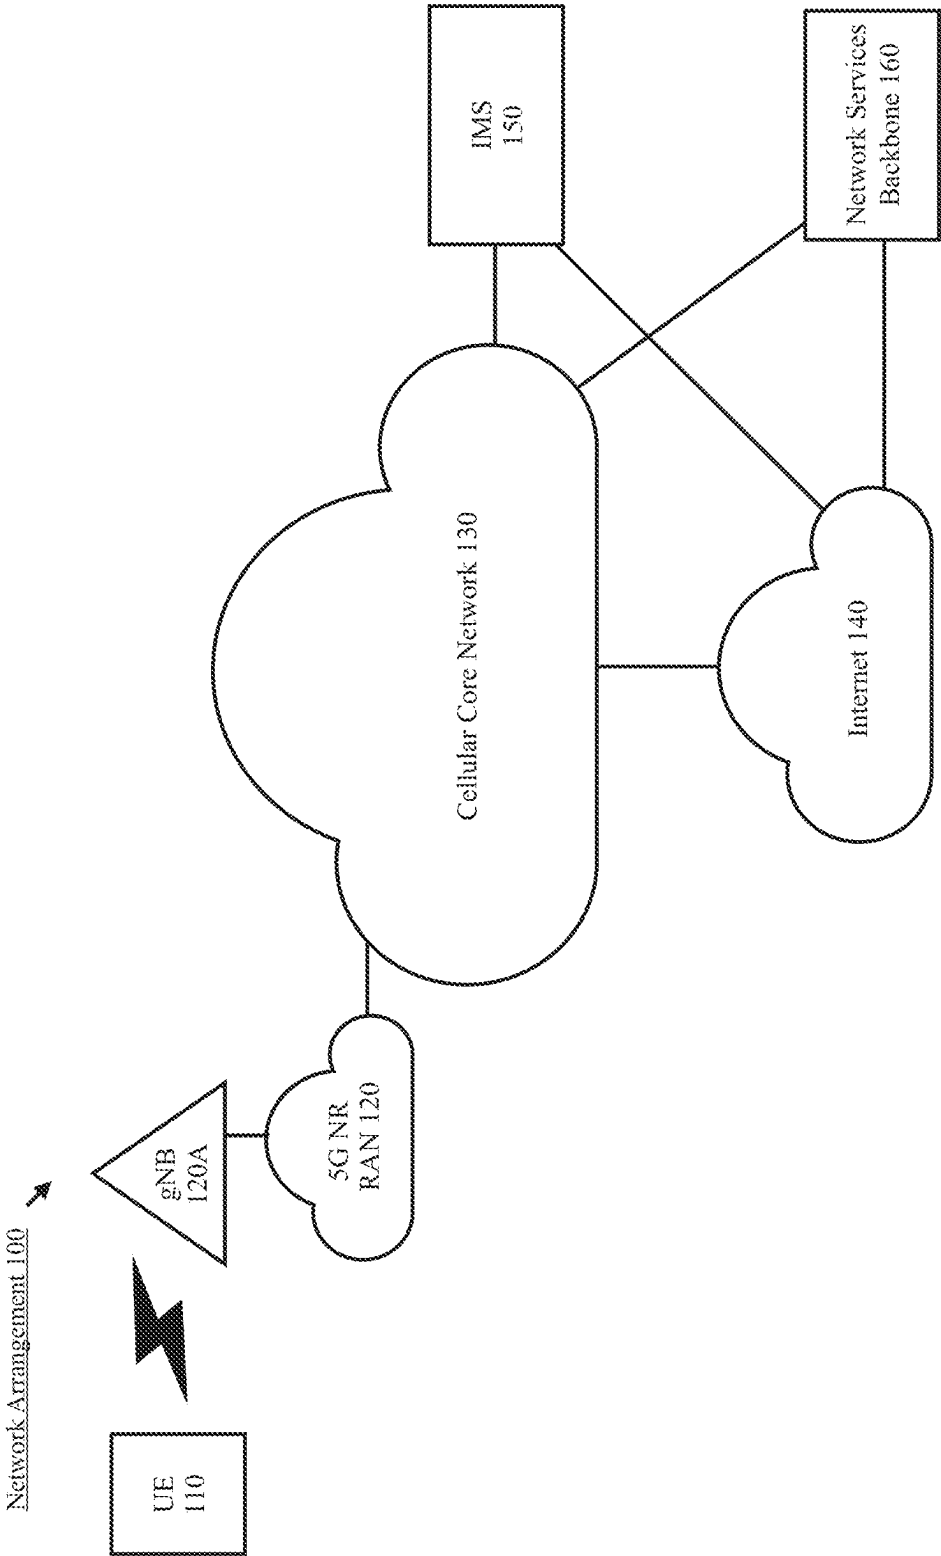 Network Arrangement 100
UE
110
gNB
120A
5G NR
RAN 120
Cellular Core Network 130
Internet 140
IMS
150
Network Services
Backbone 160